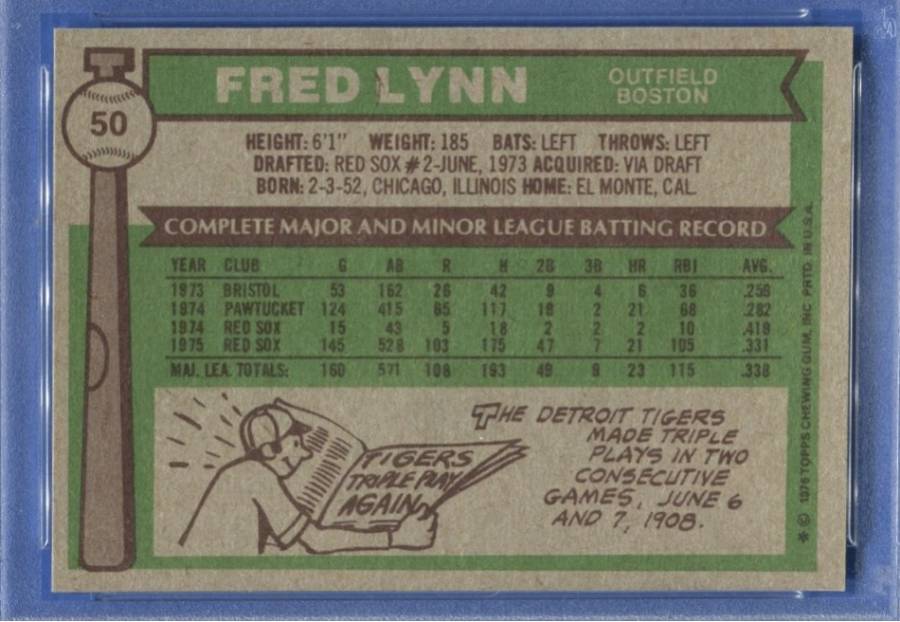 50
FRED LYNN
OUTFIELD
BOSTON
HEIGHT: 6'1" WEIGHT: 185 BATS: LEFT THROWS: LEFT
DRAFTED: RED SOX #2-JUNE, 1973 ACQUIRED: VIA DRAFT
BORN: 2-3-52, CHICAGO, ILLINOIS HOME: EL MONTE, CAL.
COMPLETE MAJOR AND MINOR LEAGUE BATTING RECORD
YEAR CLUB G AB R H 2B 3B HR RBI AVG.
1973 BRISTOL 53 162 26 42 9 4 6 36 .259
1974 PAWTUCKET 124 415 65 117 19 2 21 68 .282
1974 RED SOX 15 43 5 18 2 2 2 10 .419
1975 RED SOX 145 528 103 175 47 7 21 105 .331
MAJ. LEA. TOTALS: 160 571 108 193 49 9 23 115 .338
TIGERS
TRIPLE PLAY
AGAIN
THE DETROIT TIGERS
MADE TRIPLE
PLAYS IN TWO
CONSECUTIVE
GAMES, JUNE 6
AND 7, 1908.
* © 1976 TOPPS CHEWING GUM, INC. PRTD. IN U.S.A.